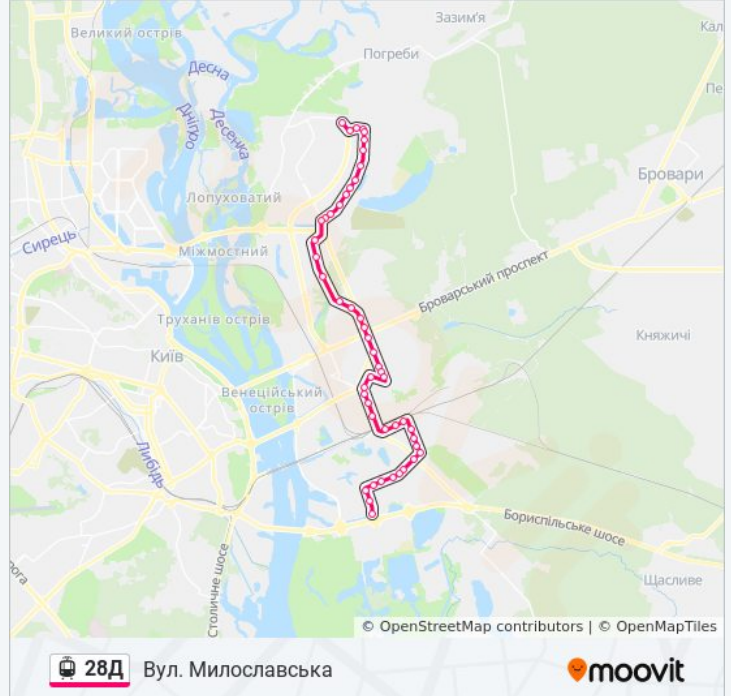 Зазим'я
Кал
Великий острів
Погреби
Десна
Пе
Дніпро
Десенка
Бровари
Лопуховатий
Сирець
Міжмостний
Броварський проспект
Труханів острів
Княжичі
Київ
Венеційський
острів
Либідь
Бориспільське шосе
Столичне шосе
Щасливе
рога
© OpenStreetMap contributors | © OpenMapTiles
28Д Вул. Милославська
moovit